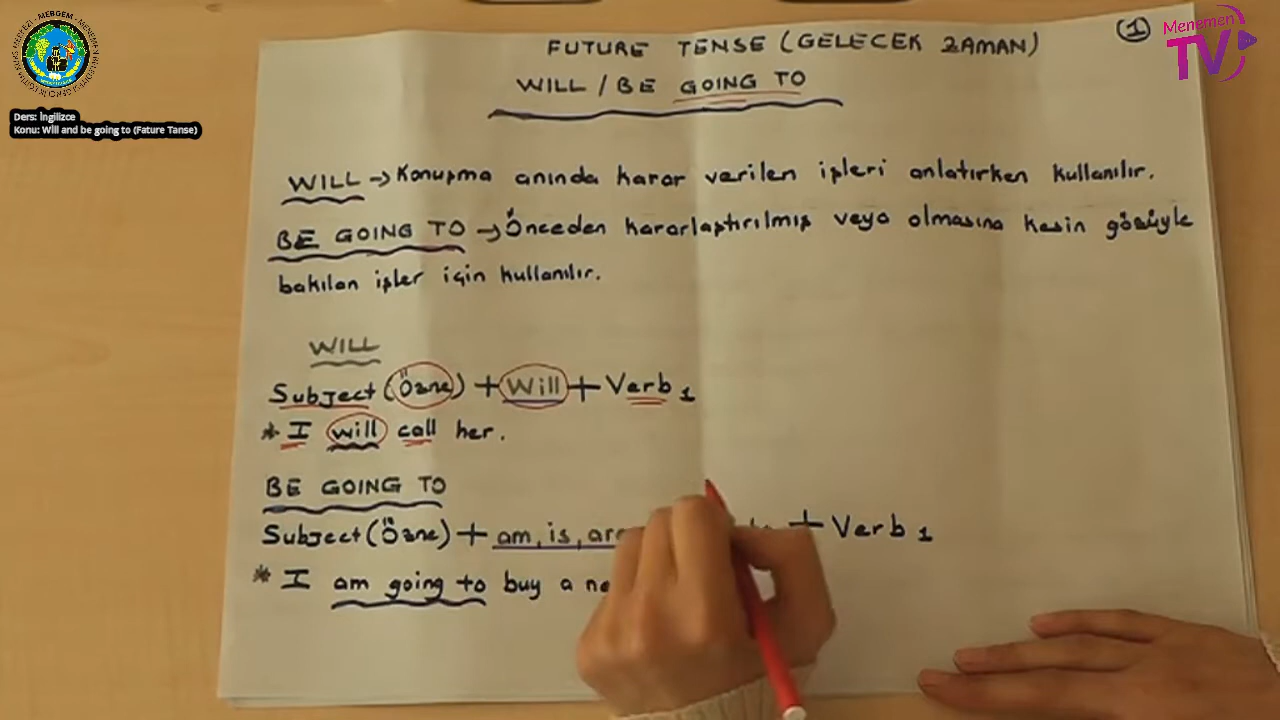 Menemen
TV
MEBGEM
Ders: İngilizce
Konu: Will and be going to (Fature Tanse)
1
FUTURE TENSE (GELECEK ZAMAN)
WILL / BE GOING TO
WILL → Konuşma anında karar verilen işleri anlatırken kullanılır.
BE GOING TO → Önceden kararlaştırılmış veya olmasına kesin gözüyle
bakılan işler için kullanılır.
WILL
Subject (Özne) + Will + Verb 1
* I will call her.
BE GOING TO
Subject (Özne) + am, is, are + Verb 1
* I am going to buy a